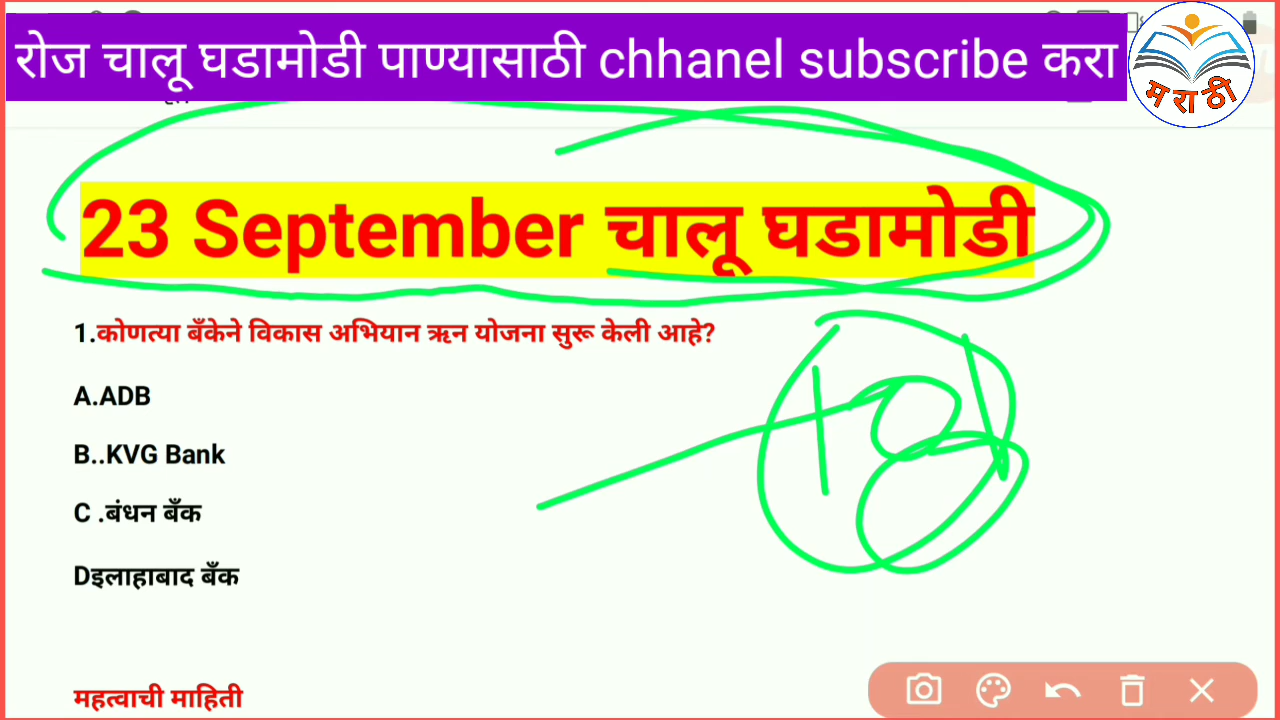 रोज चालू घडामोडी पाण्यासाठी chhanel subscribe करा
मराठी
23 September चालू घडामोडी
1.कोणत्या बँकेने विकास अभियान ऋन योजना सुरू केली आहे?
A.ADB
B..KVG Bank
C .बंधन बँक
Dइलाहाबाद बँक
महत्वाची माहिती